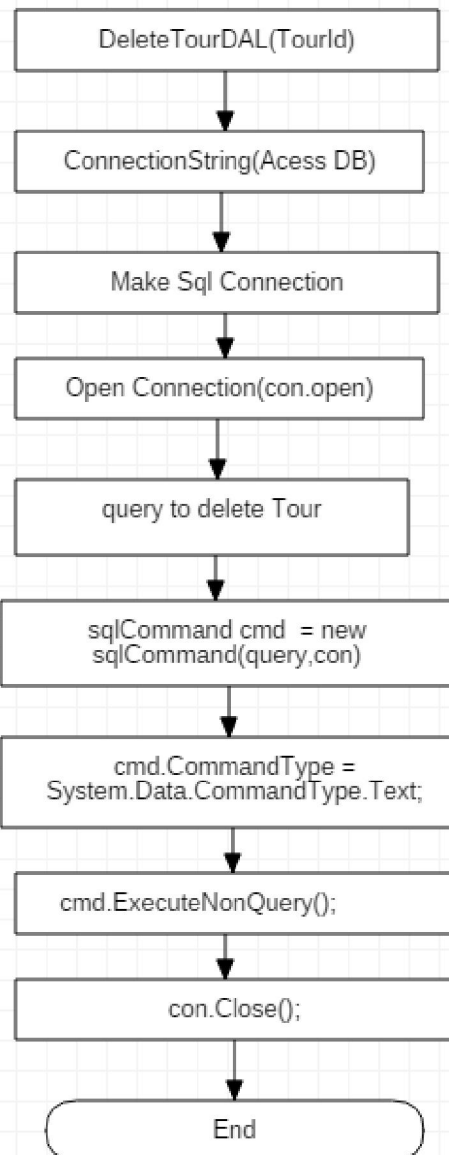 DeleteTourDAL(TourId)
ConnectionString(Acess DB)
Make Sql Connection
Open Connection(con.open)
query to delete Tour
sqlCommand cmd = new
sqlCommand(query,con)
cmd.CommandType =
System.Data.CommandType.Text;
cmd.ExecuteNonQuery();
con.Close();
End